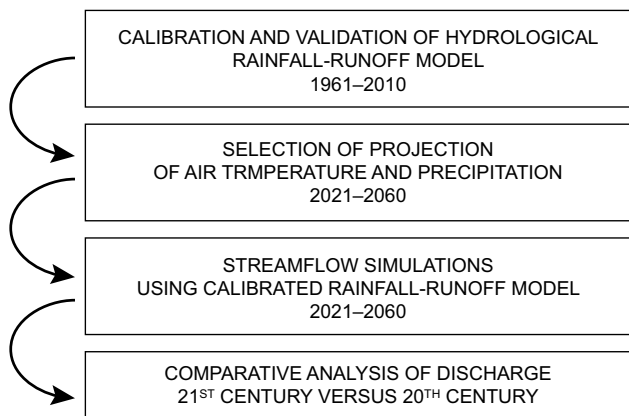 CALIBRATION AND VALIDATION OF HYDROLOGICAL
RAINFALL-RUNOFF MODEL
1961–2010
SELECTION OF PROJECTION
OF AIR TRMPERATURE AND PRECIPITATION
2021–2060
STREAMFLOW SIMULATIONS
USING CALIBRATED RAINFALL-RUNOFF MODEL
2021–2060
COMPARATIVE ANALYSIS OF DISCHARGE
21ST CENTURY VERSUS 20TH CENTURY